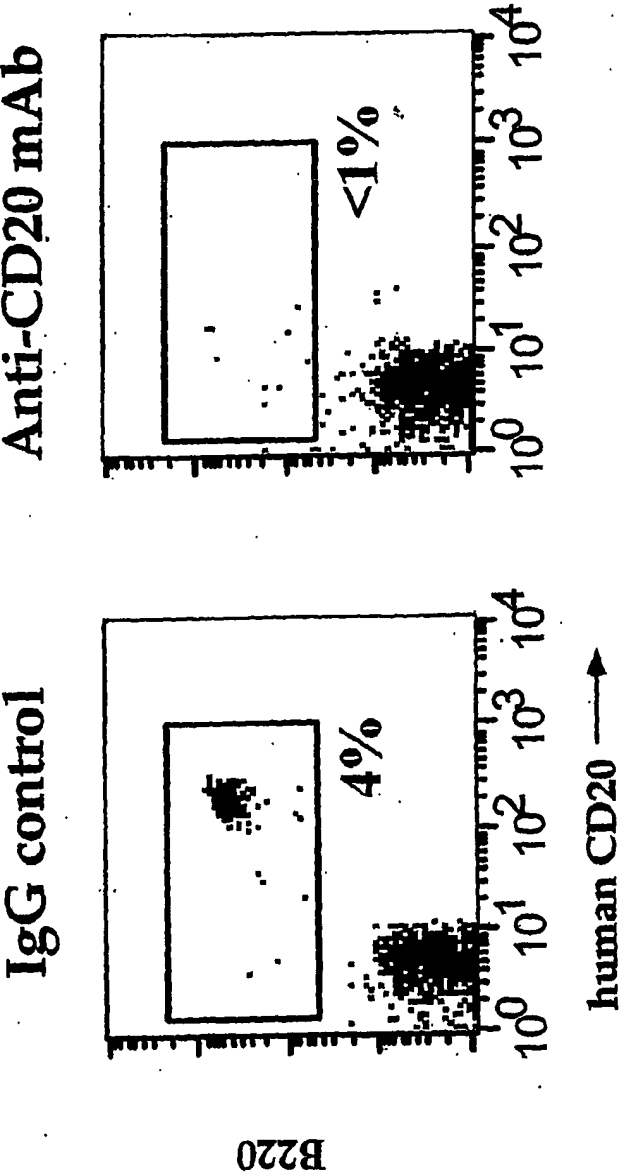 IgG control
Anti-CD20 mAb
B220
4%
<1%
10⁰ 10¹ 10² 10³ 10⁴
10⁰ 10¹ 10² 10³ 10⁴
human CD20